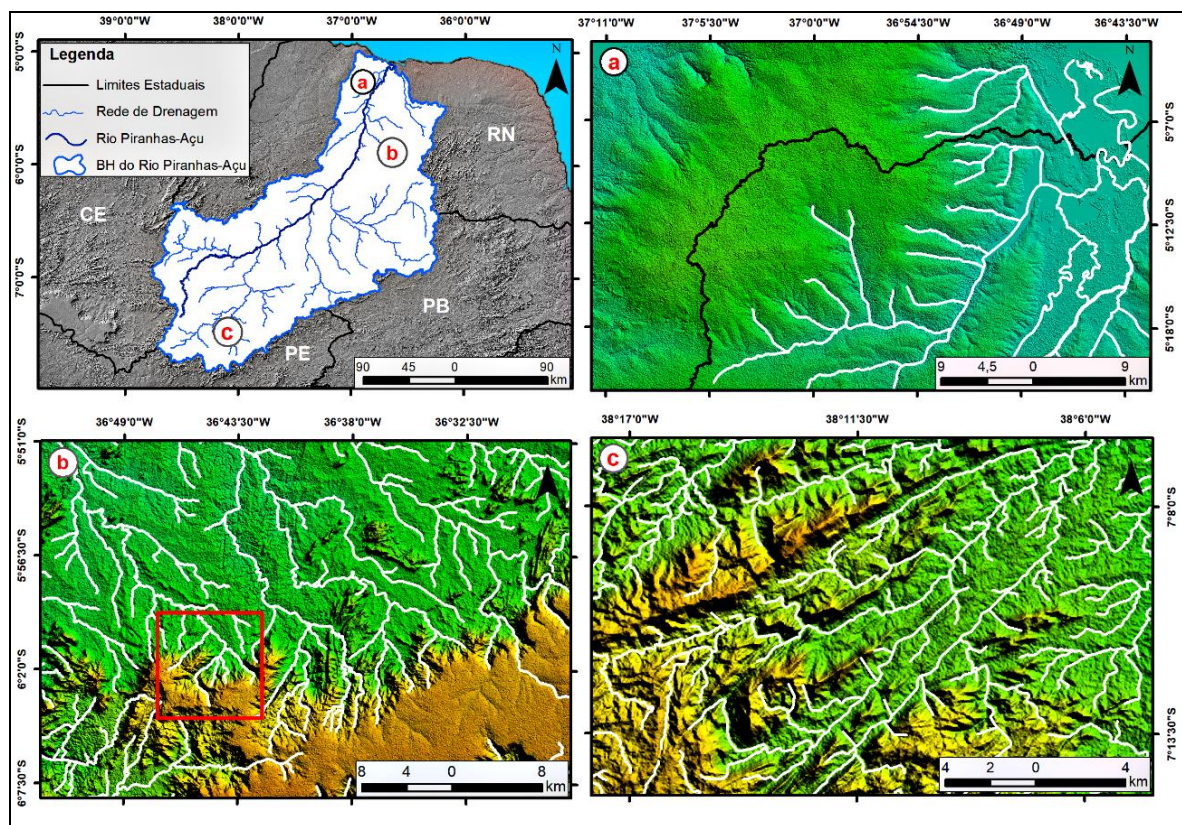 39°0'0"W 38°0'0"W 37°0'0"W 36°0'0"W
5°0'0"S
6°0'0"S
7°0'0"S
Legenda
Limites Estaduais
Rede de Drenagem
Rio Piranhas-Açu
BH do Rio Piranhas-Açu
N
a
b
c
RN
CE
PB
PE
90 45 0 90
km
37°11'0"W 37°5'30"W 37°0'0"W 36°54'30"W 36°49'0"W 36°43'30"W
a
N
5°7'0"S
5°12'30"S
5°18'0"S
9 4,5 0 9
km
36°49'0"W 36°43'30"W 36°38'0"W 36°32'30"W
5°51'0"S
5°56'30"S
6°2'0"S
6°7'30"S
b
N
8 4 0 8
km
38°17'0"W 38°11'30"W 38°6'0"W
c
N
7°8'0"S
7°13'30"S
4 2 0 4
km